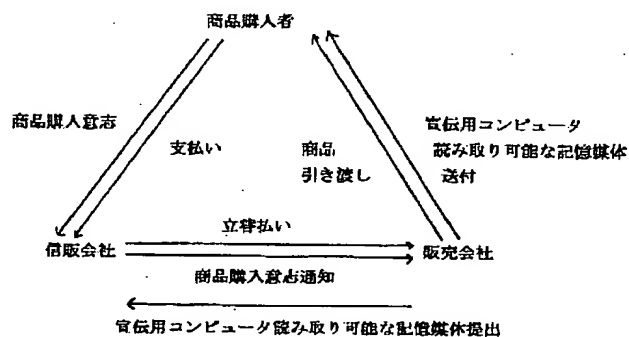 商品購入者
商品購入意志
支払い
商品
引き渡し
宣伝用コンピュータ
読み取り可能な記憶媒体
送付
立替払い
信販会社
販売会社
商品購入意志通知
宣伝用コンピュータ読み取り可能な記憶媒体提出